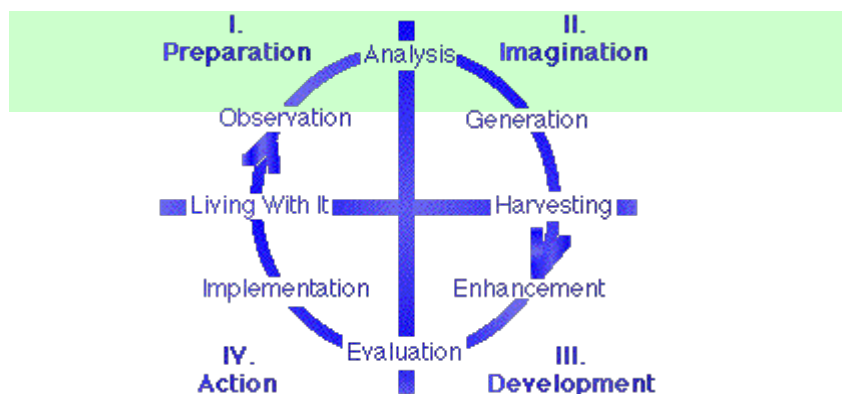 I.
Preparation
II.
Imagination
Analysis
Observation
Generation
Living With It
Harvesting
Implementation
Enhancement
Evaluation
IV.
Action
III.
Development